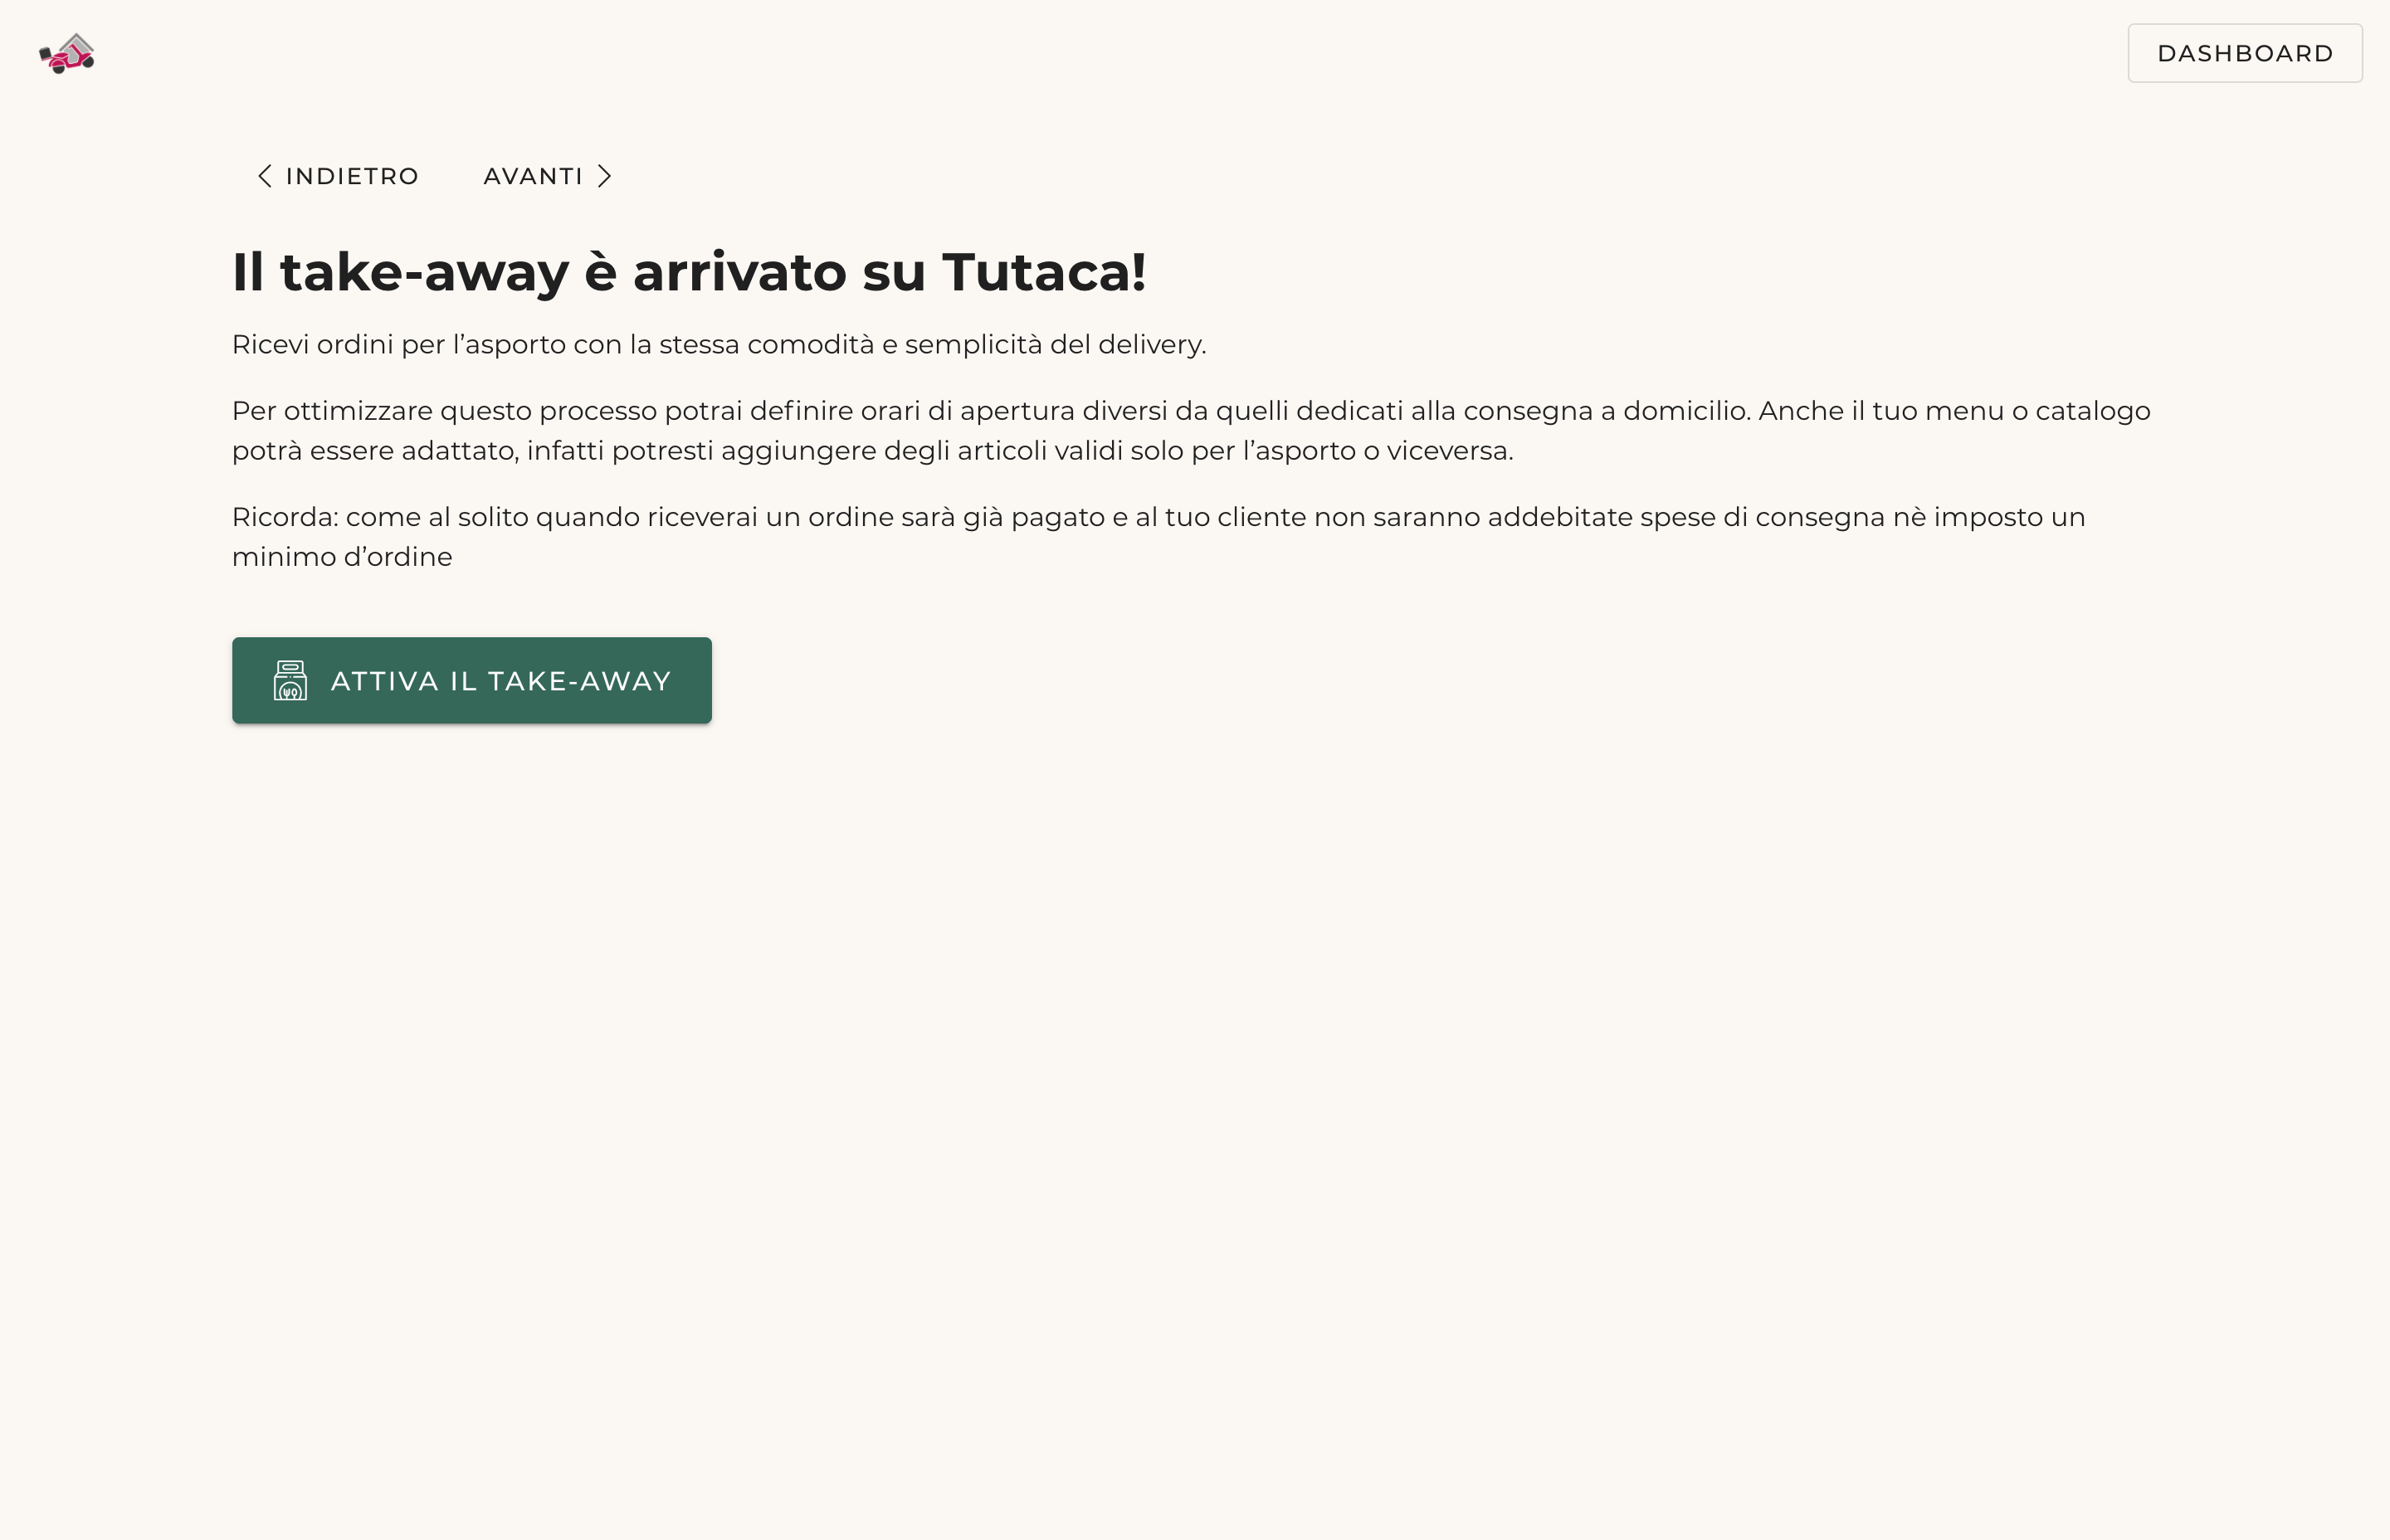 DASHBOARD
INDIETRO AVANTI
Il take-away è arrivato su Tutaca!
Ricevi ordini per l’asporto con la stessa comodità e semplicità del delivery.
Per ottimizzare questo processo potrai definire orari di apertura diversi da quelli dedicati alla consegna a domicilio. Anche il tuo menu o catalogo
potrà essere adattato, infatti potresti aggiungere degli articoli validi solo per l’asporto o viceversa.
Ricorda: come al solito quando riceverai un ordine sarà già pagato e al tuo cliente non saranno addebitate spese di consegna nè imposto un
minimo d’ordine
ATTIVA IL TAKE-AWAY